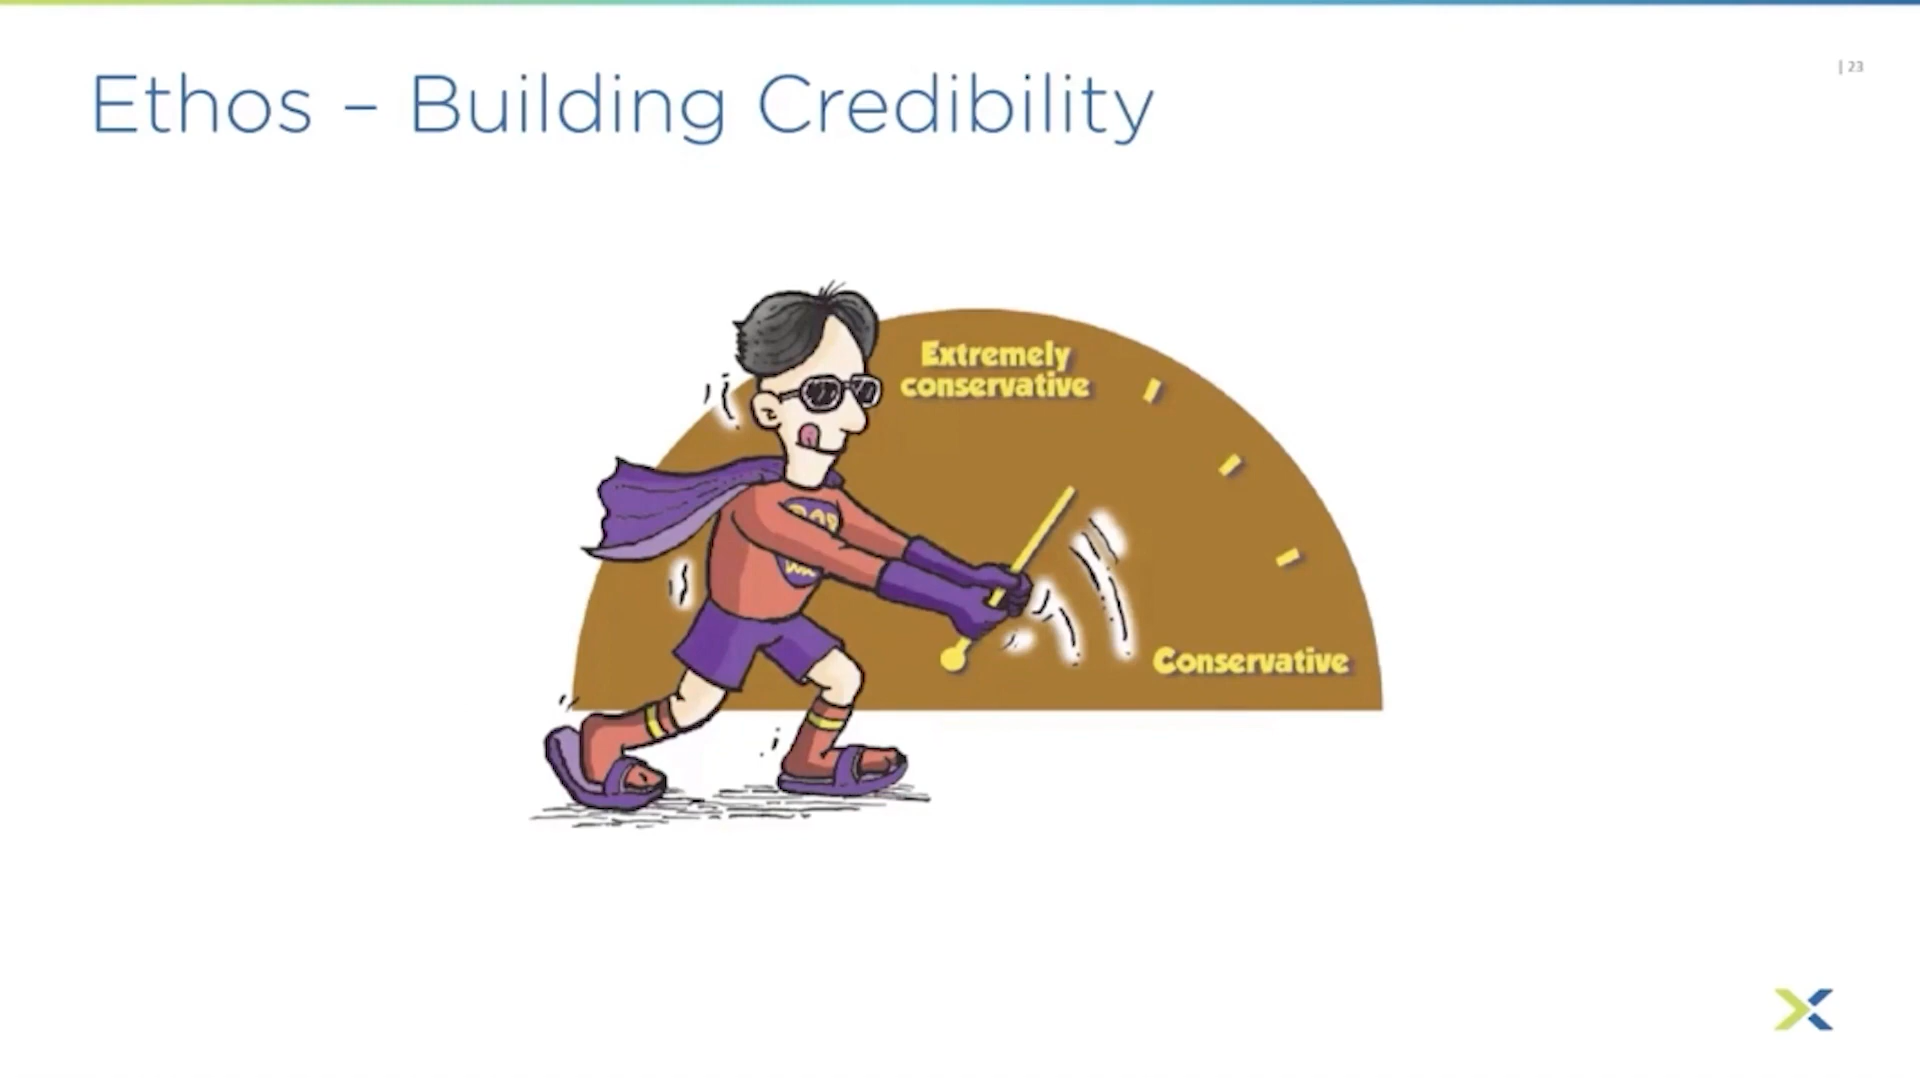 Ethos – Building Credibility
| 23
Extremely
conservative
Conservative